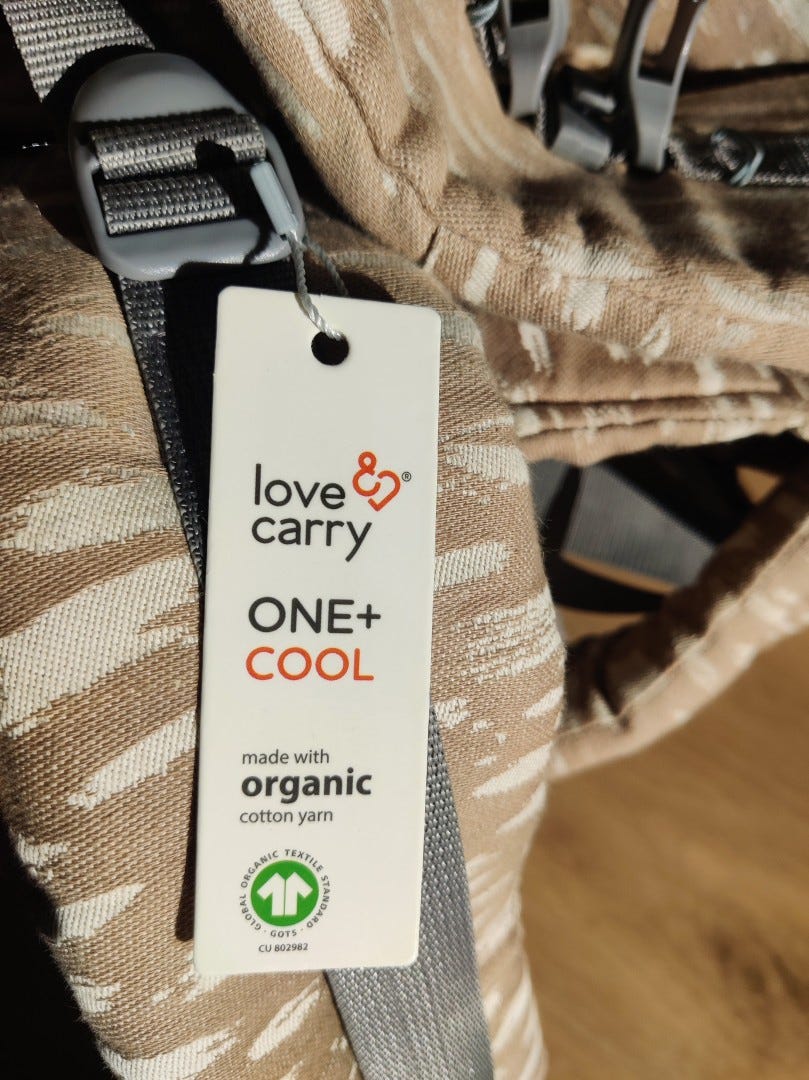 love &®
carry
ONE+
COOL
made with
organic
cotton yarn
GLOBAL ORGANIC TEXTILE STANDARD · GOTS ·
CU 802982